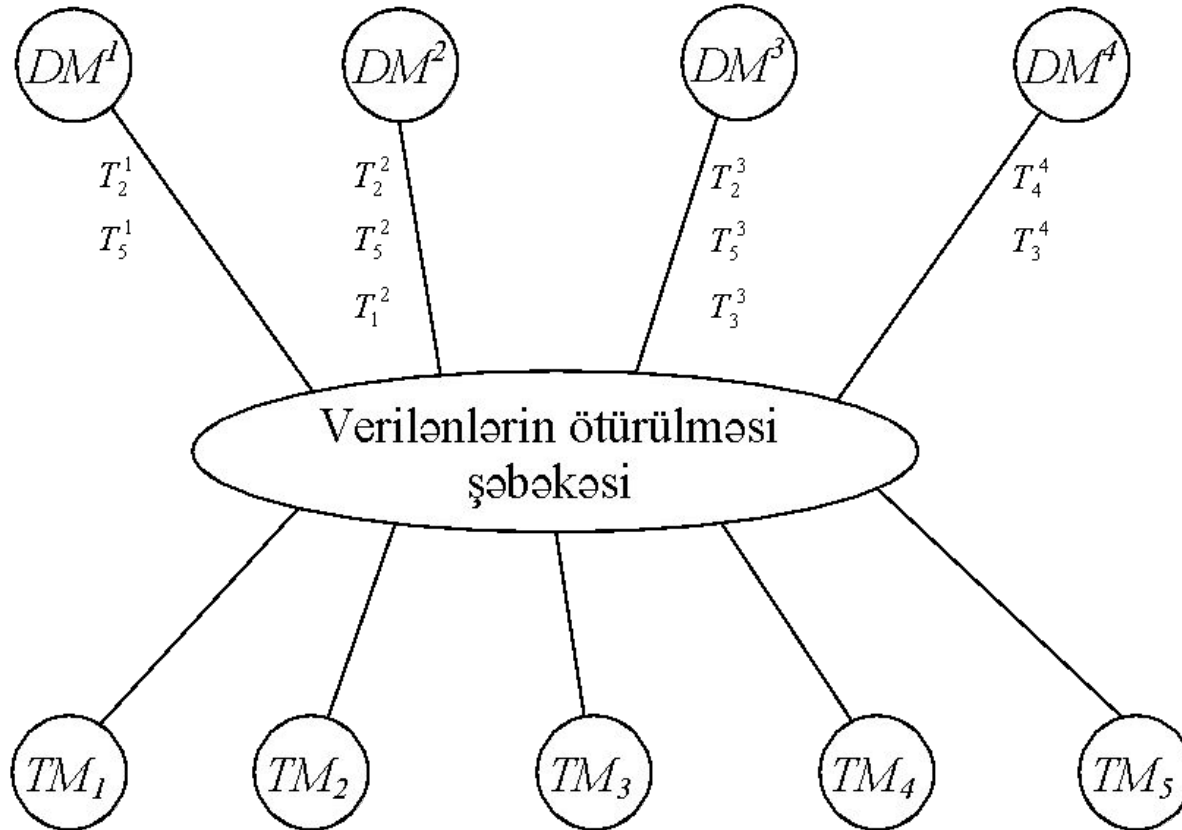 DM¹ DM² DM³ DM⁴
T₂¹ T₂² T₂³ T₄⁴
T₅¹ T₅² T₅³ T₃⁴
T₁² T₃³
Verilənlərin ötürülməsi
şəbəkəsi
TM₁ TM₂ TM₃ TM₄ TM₅